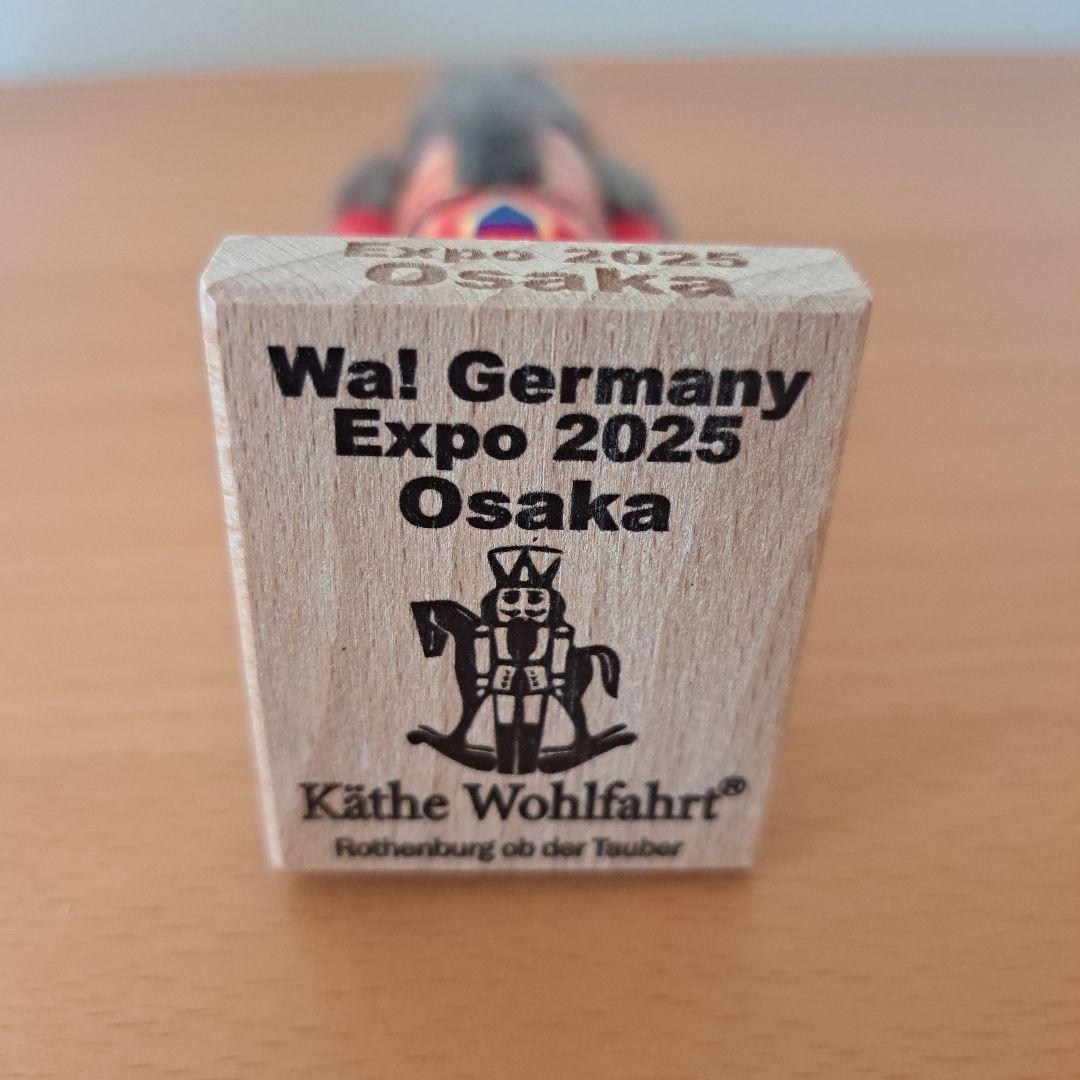 Expo 2025
Osaka
Wa! Germany
Expo 2025
Osaka
Käthe Wohlfahrt®
Rothenburg ob der Tauber